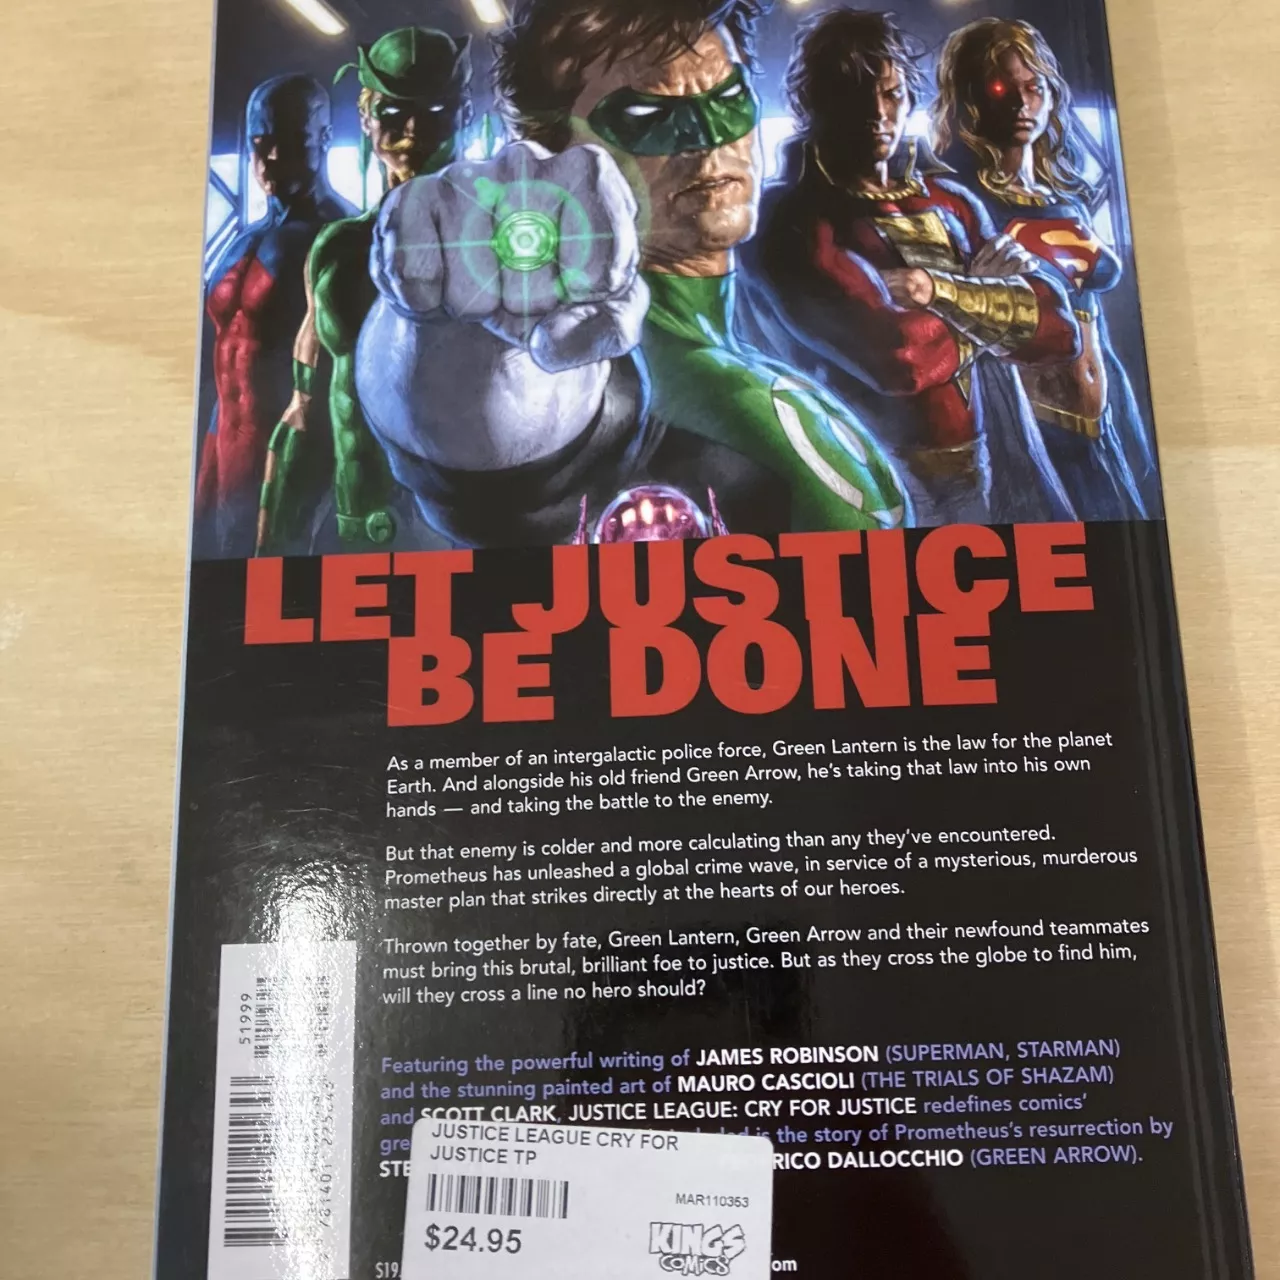 LET JUSTICE
BE DONE
As a member of an intergalactic police force, Green Lantern is the law for the planet
Earth. And alongside his old friend Green Arrow, he's taking that law into his own
hands — and taking the battle to the enemy.
But that enemy is colder and more calculating than any they've encountered.
Prometheus has unleashed a global crime wave, in service of a mysterious, murderous
master plan that strikes directly at the hearts of our heroes.
Thrown together by fate, Green Lantern, Green Arrow and their newfound teammates
must bring this brutal, brilliant foe to justice. But as they cross the globe to find him,
will they cross a line no hero should?
Featuring the powerful writing of JAMES ROBINSON (SUPERMAN, STARMAN)
and the stunning painted art of MAURO CASCIOLI (THE TRIALS OF SHAZAM)
and SCOTT CLARK, JUSTICE LEAGUE: CRY FOR JUSTICE redefines comics'
is the story of Prometheus's resurrection by
DALLOCCHIO (GREEN ARROW).
51999
JUSTICE LEAGUE CRY FOR
JUSTICE TP
MAR110353
$24.95
KINGS
COMICS